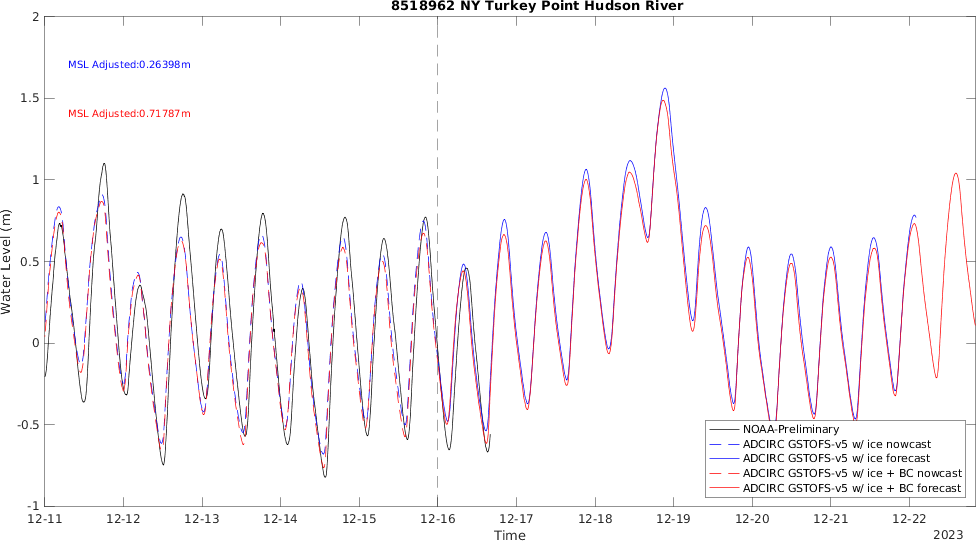 8518962 NY Turkey Point Hudson River
MSL Adjusted:0.26398m
MSL Adjusted:0.71787m
Water Level (m)
2
1.5
1
0.5
0
-0.5
-1
NOAA-Preliminary
ADCIRC GSTOFS-v5 w/ ice nowcast
ADCIRC GSTOFS-v5 w/ ice forecast
ADCIRC GSTOFS-v5 w/ ice + BC nowcast
ADCIRC GSTOFS-v5 w/ ice + BC forecast
12-11 12-12 12-13 12-14 12-15 12-16 12-17 12-18 12-19 12-20 12-21 12-22
Time
2023